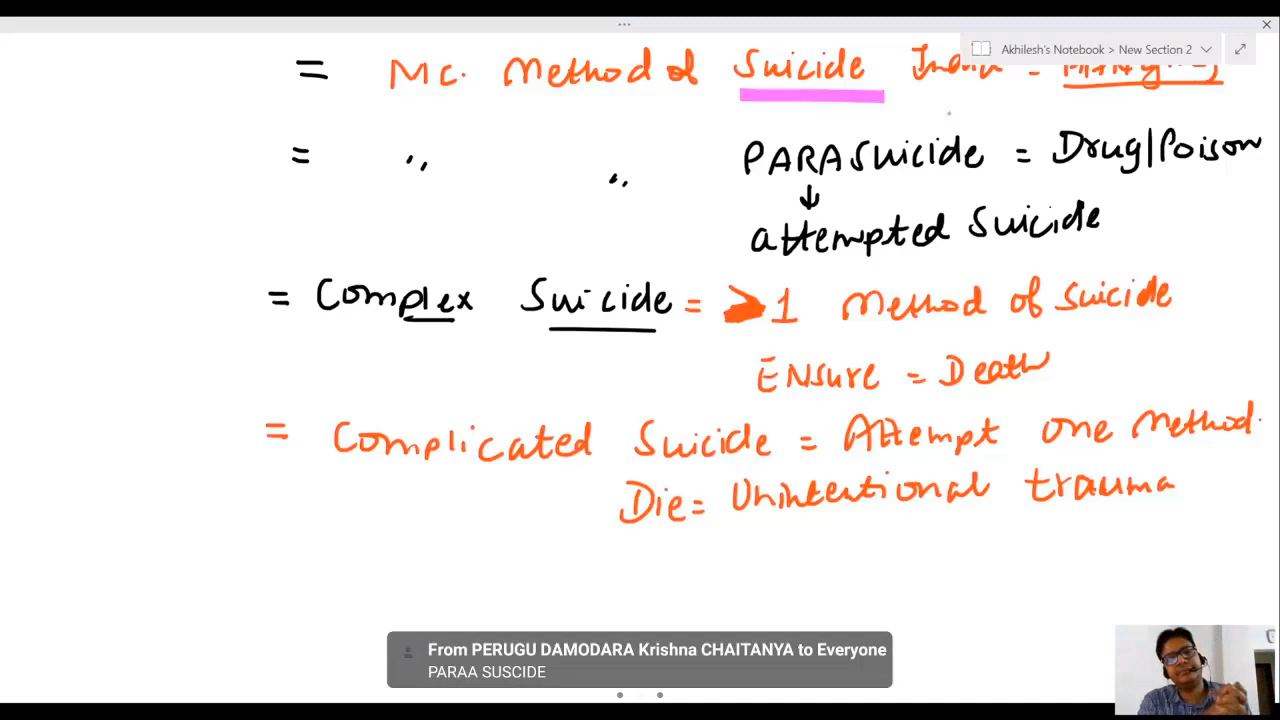 ...
Akhilesh's Notebook > New Section 2
= Mc. Method of Suicide India =
= ,, ,, PARASuicide = Drug/Poison
↓
attempted Suicide
= Complex Suicide = >1 Method of Suicide
ENSure = Death
= Complicated Suicide = Attempt one Method.
Die = Unintentional trauma
From PERUGU DAMODARA Krishna CHAITANYA to Everyone
PARAA SUSCIDE